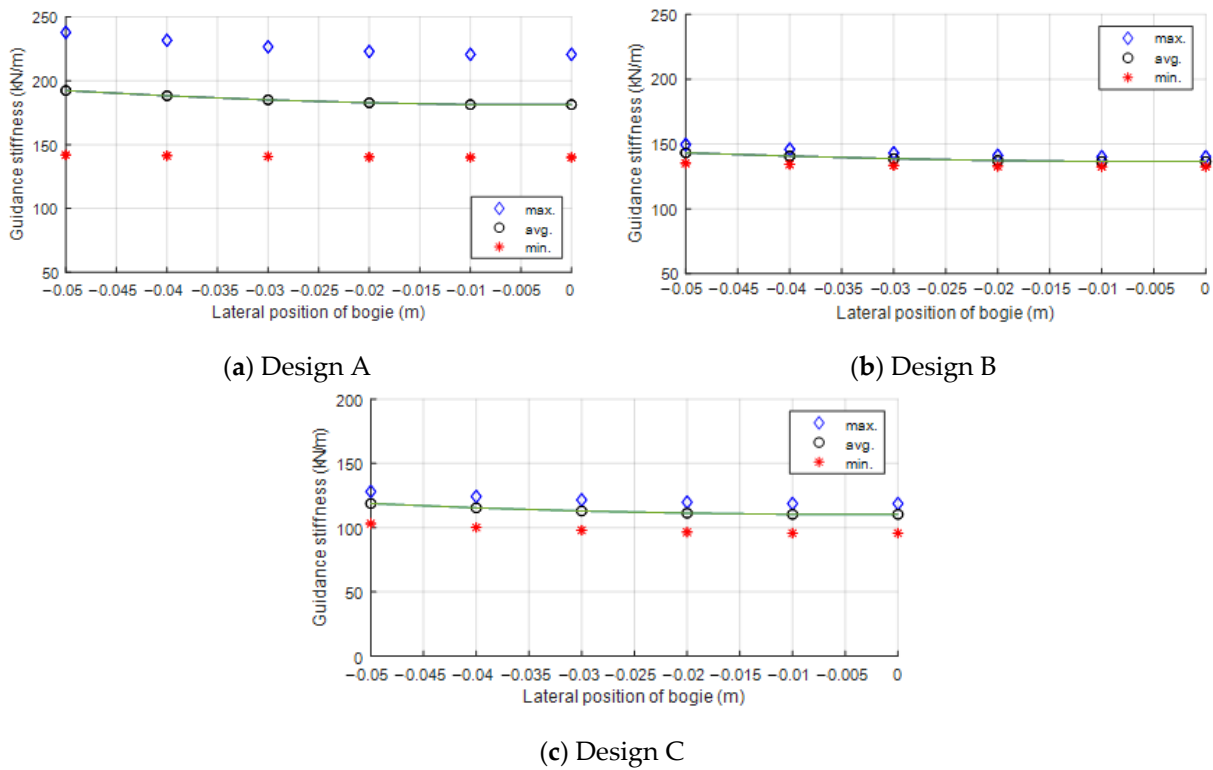 250
200
150
100
50
Guidance stiffness (kN/m)
max.
avg.
min.
−0.05 −0.045 −0.04 −0.035 −0.03 −0.025 −0.02 −0.015 −0.01 −0.005 0
Lateral position of bogie (m)
(a) Design A
250
200
150
100
50
Guidance stiffness (kN/m)
max.
avg.
min.
−0.05 −0.045 −0.04 −0.035 −0.03 −0.025 −0.02 −0.015 −0.01 −0.005 0
Lateral position of bogie (m)
(b) Design B
200
150
100
50
0
Guidance stiffness (kN/m)
max.
avg.
min.
−0.05 −0.045 −0.04 −0.035 −0.03 −0.025 −0.02 −0.015 −0.01 −0.005 0
Lateral position of bogie (m)
(c) Design C